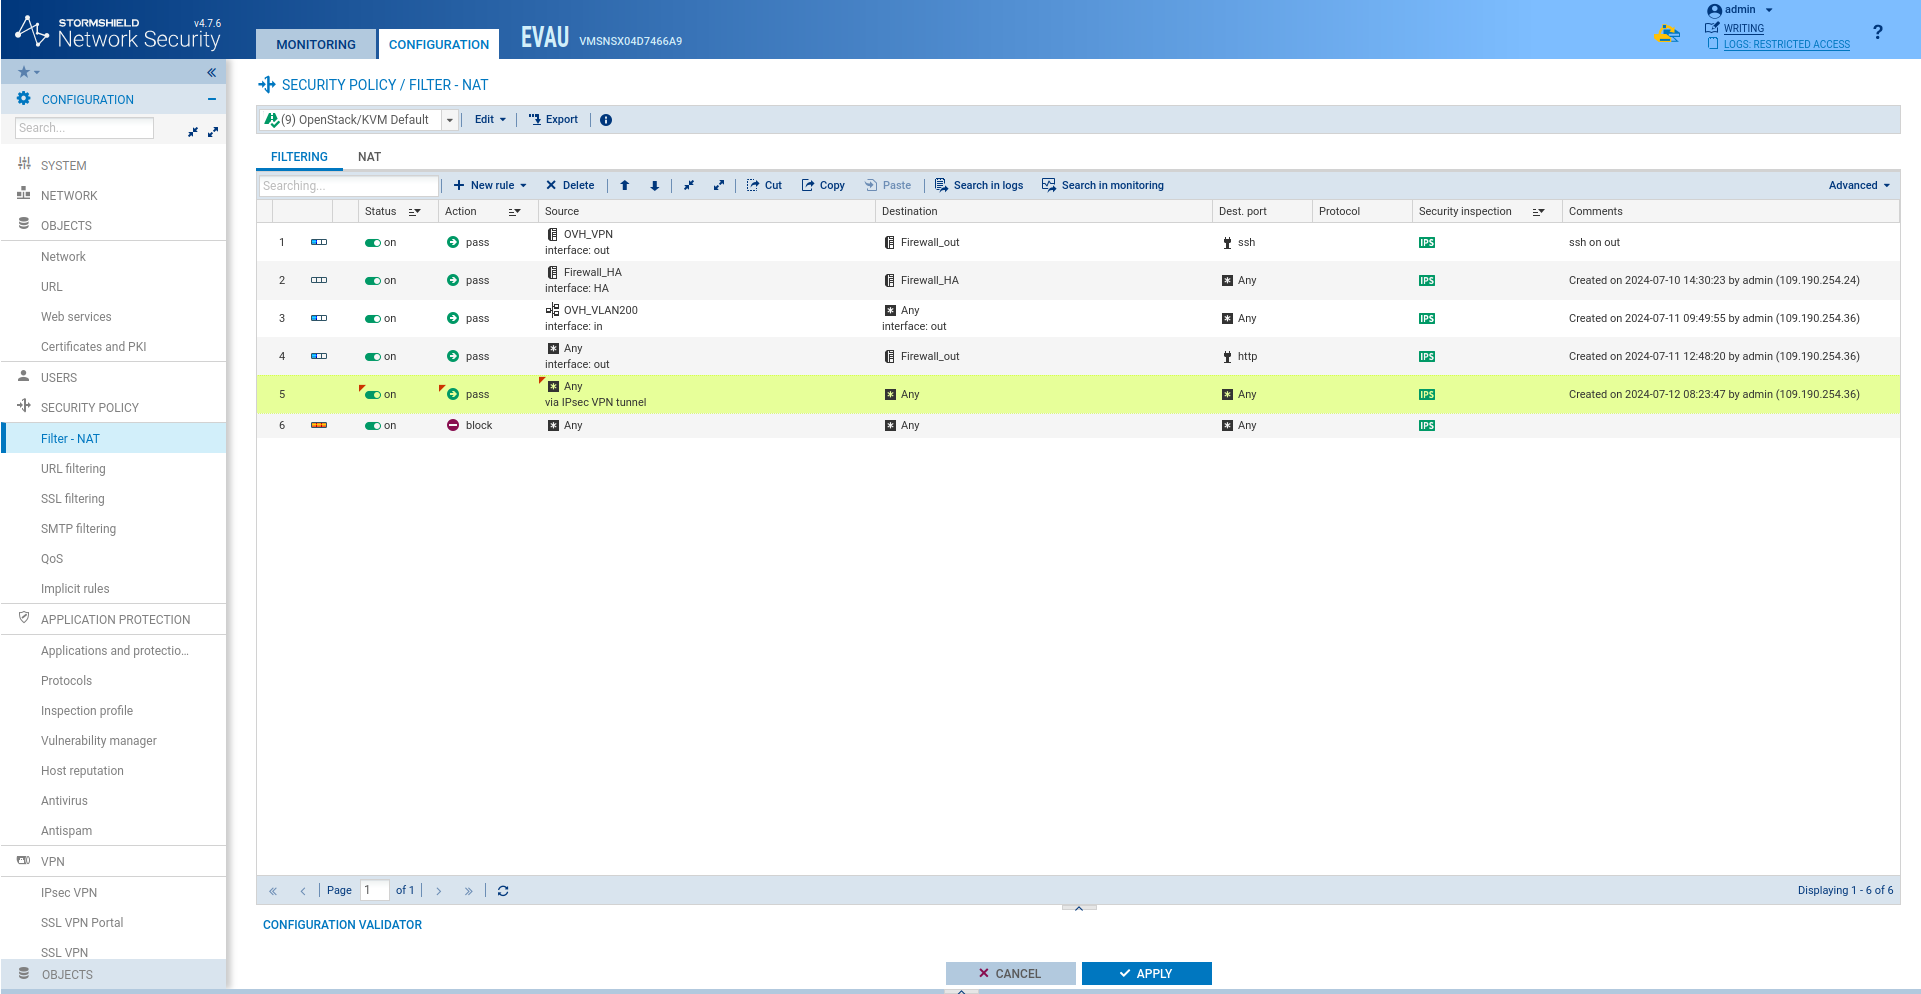 STORMSHIELD v4.7.6
Network Security
MONITORING
CONFIGURATION
EVAU VMSNSX04D7466A9
admin
WRITING
LOGS: RESTRICTED ACCESS
?
CONFIGURATION
Search...
SYSTEM
NETWORK
OBJECTS
Network
URL
Web services
Certificates and PKI
USERS
SECURITY POLICY
Filter - NAT
URL filtering
SSL filtering
SMTP filtering
QoS
Implicit rules
APPLICATION PROTECTION
Applications and protectio...
Protocols
Inspection profile
Vulnerability manager
Host reputation
Antivirus
Antispam
VPN
IPsec VPN
SSL VPN Portal
SSL VPN
OBJECTS
SECURITY POLICY / FILTER - NAT
(9) OpenStack/KVM Default Edit Export
FILTERING NAT
Searching... New rule Delete Cut Copy Paste Search in logs Search in monitoring Advanced
Status Action Source Destination Dest. port Protocol Security inspection Comments
1 on pass OVH_VPN Firewall_out ssh IPS ssh on out
interface: out
2 on pass Firewall_HA Firewall_HA Any IPS Created on 2024-07-10 14:30:23 by admin (109.190.254.24)
interface: HA
3 on pass OVH_VLAN200 Any Any IPS Created on 2024-07-11 09:49:55 by admin (109.190.254.36)
interface: in interface: out
4 on pass Any Firewall_out http IPS Created on 2024-07-11 12:48:20 by admin (109.190.254.36)
interface: out
5 on pass Any Any Any IPS Created on 2024-07-12 08:23:47 by admin (109.190.254.36)
via IPsec VPN tunnel
6 on block Any Any Any IPS
Page 1 of 1 Displaying 1 - 6 of 6
CONFIGURATION VALIDATOR
CANCEL APPLY